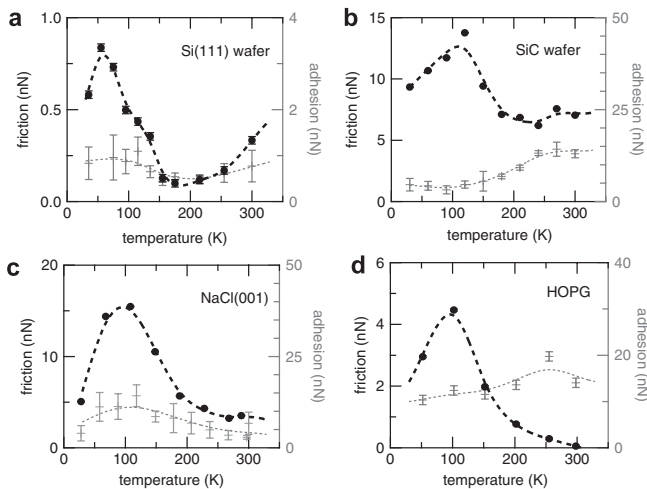 a
Si(111) wafer
1.0
0.5
0.0
friction (nN)
4
2
0
adhesion (nN)
0
100
200
300
temperature (K)
b
SiC wafer
15
10
5
0
friction (nN)
50
25
0
adhesion (nN)
0
100
200
300
temperature (K)
c
NaCl(001)
20
15
10
5
0
friction (nN)
50
25
0
adhesion (nN)
0
100
200
300
temperature (K)
d
HOPG
6
4
2
0
friction (nN)
40
20
0
adhesion (nN)
0
100
200
300
temperature (K)